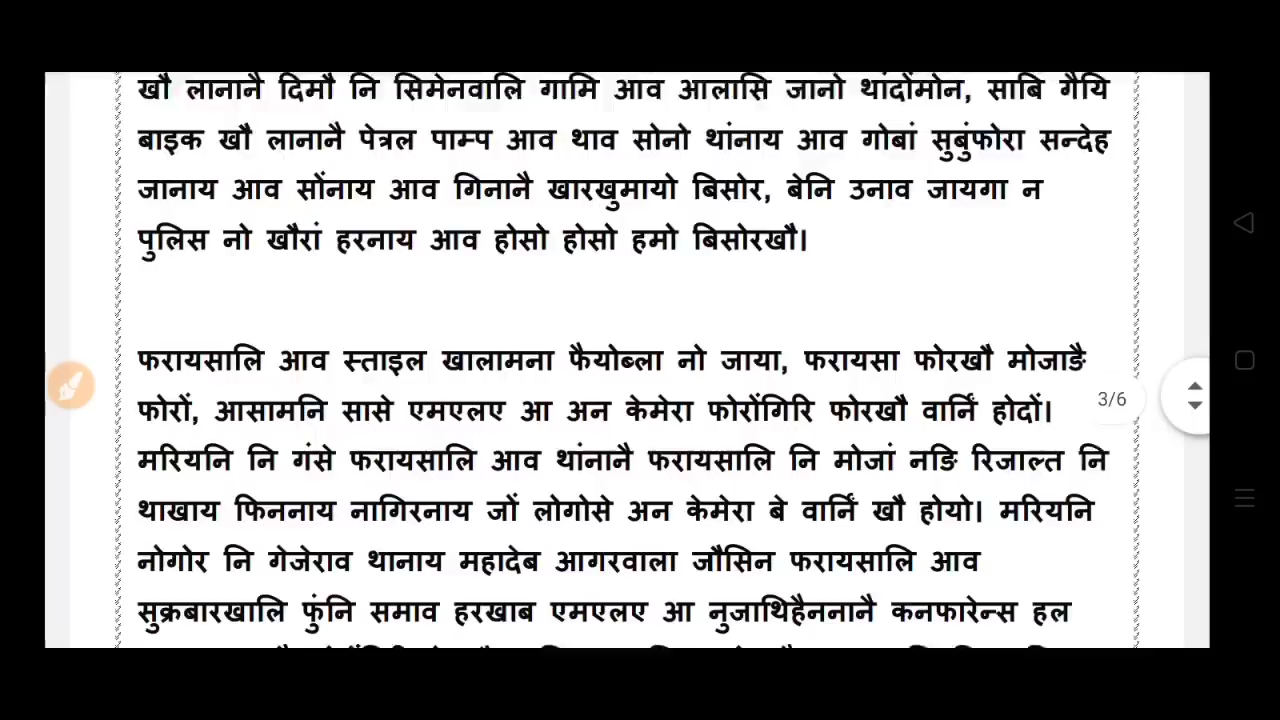 खौ लानानै दिमौ नि सिमेनवालि गामि आव आलासि जानो थांदोंमोन, साबि गैयि
बाइक खौ लानानै पेत्रल पाम्प आव थाव सोनो थांनाय आव गोबां सुबुंफोरा सन्देह
जानाय आव सोंनाय आव गिनानै खारखुमायो बिसोर, बेनि उनाव जायगा न
पुलिस नो खौरां हरनाय आव होसो होसो हमो बिसोरखौ।
फरायसालि आव स्ताइल खालामना फैयोब्ला नो जाया, फरायसा फोरखौ मोजाङै
फोरों, आसामनि सासे एमएलए आ अन केमेरा फोरोंगिरि फोरखौ वार्निं होदों।
3/6
मरियनि नि गंसे फरायसालि आव थांनानै फरायसालि नि मोजां नङि रिजाल्त नि
थाखाय फिननाय नागिरनाय जों लोगोसे अन केमेरा बे वार्निं खौ होयो। मरियनि
नोगोर नि गेजेराव थानाय महादेब आगरवाला जौसिन फरायसालि आव
सुक्रबारखालि फुंनि समाव हरखाब एमएलए आ नुजाथिहैननानै कनफारेन्स हल